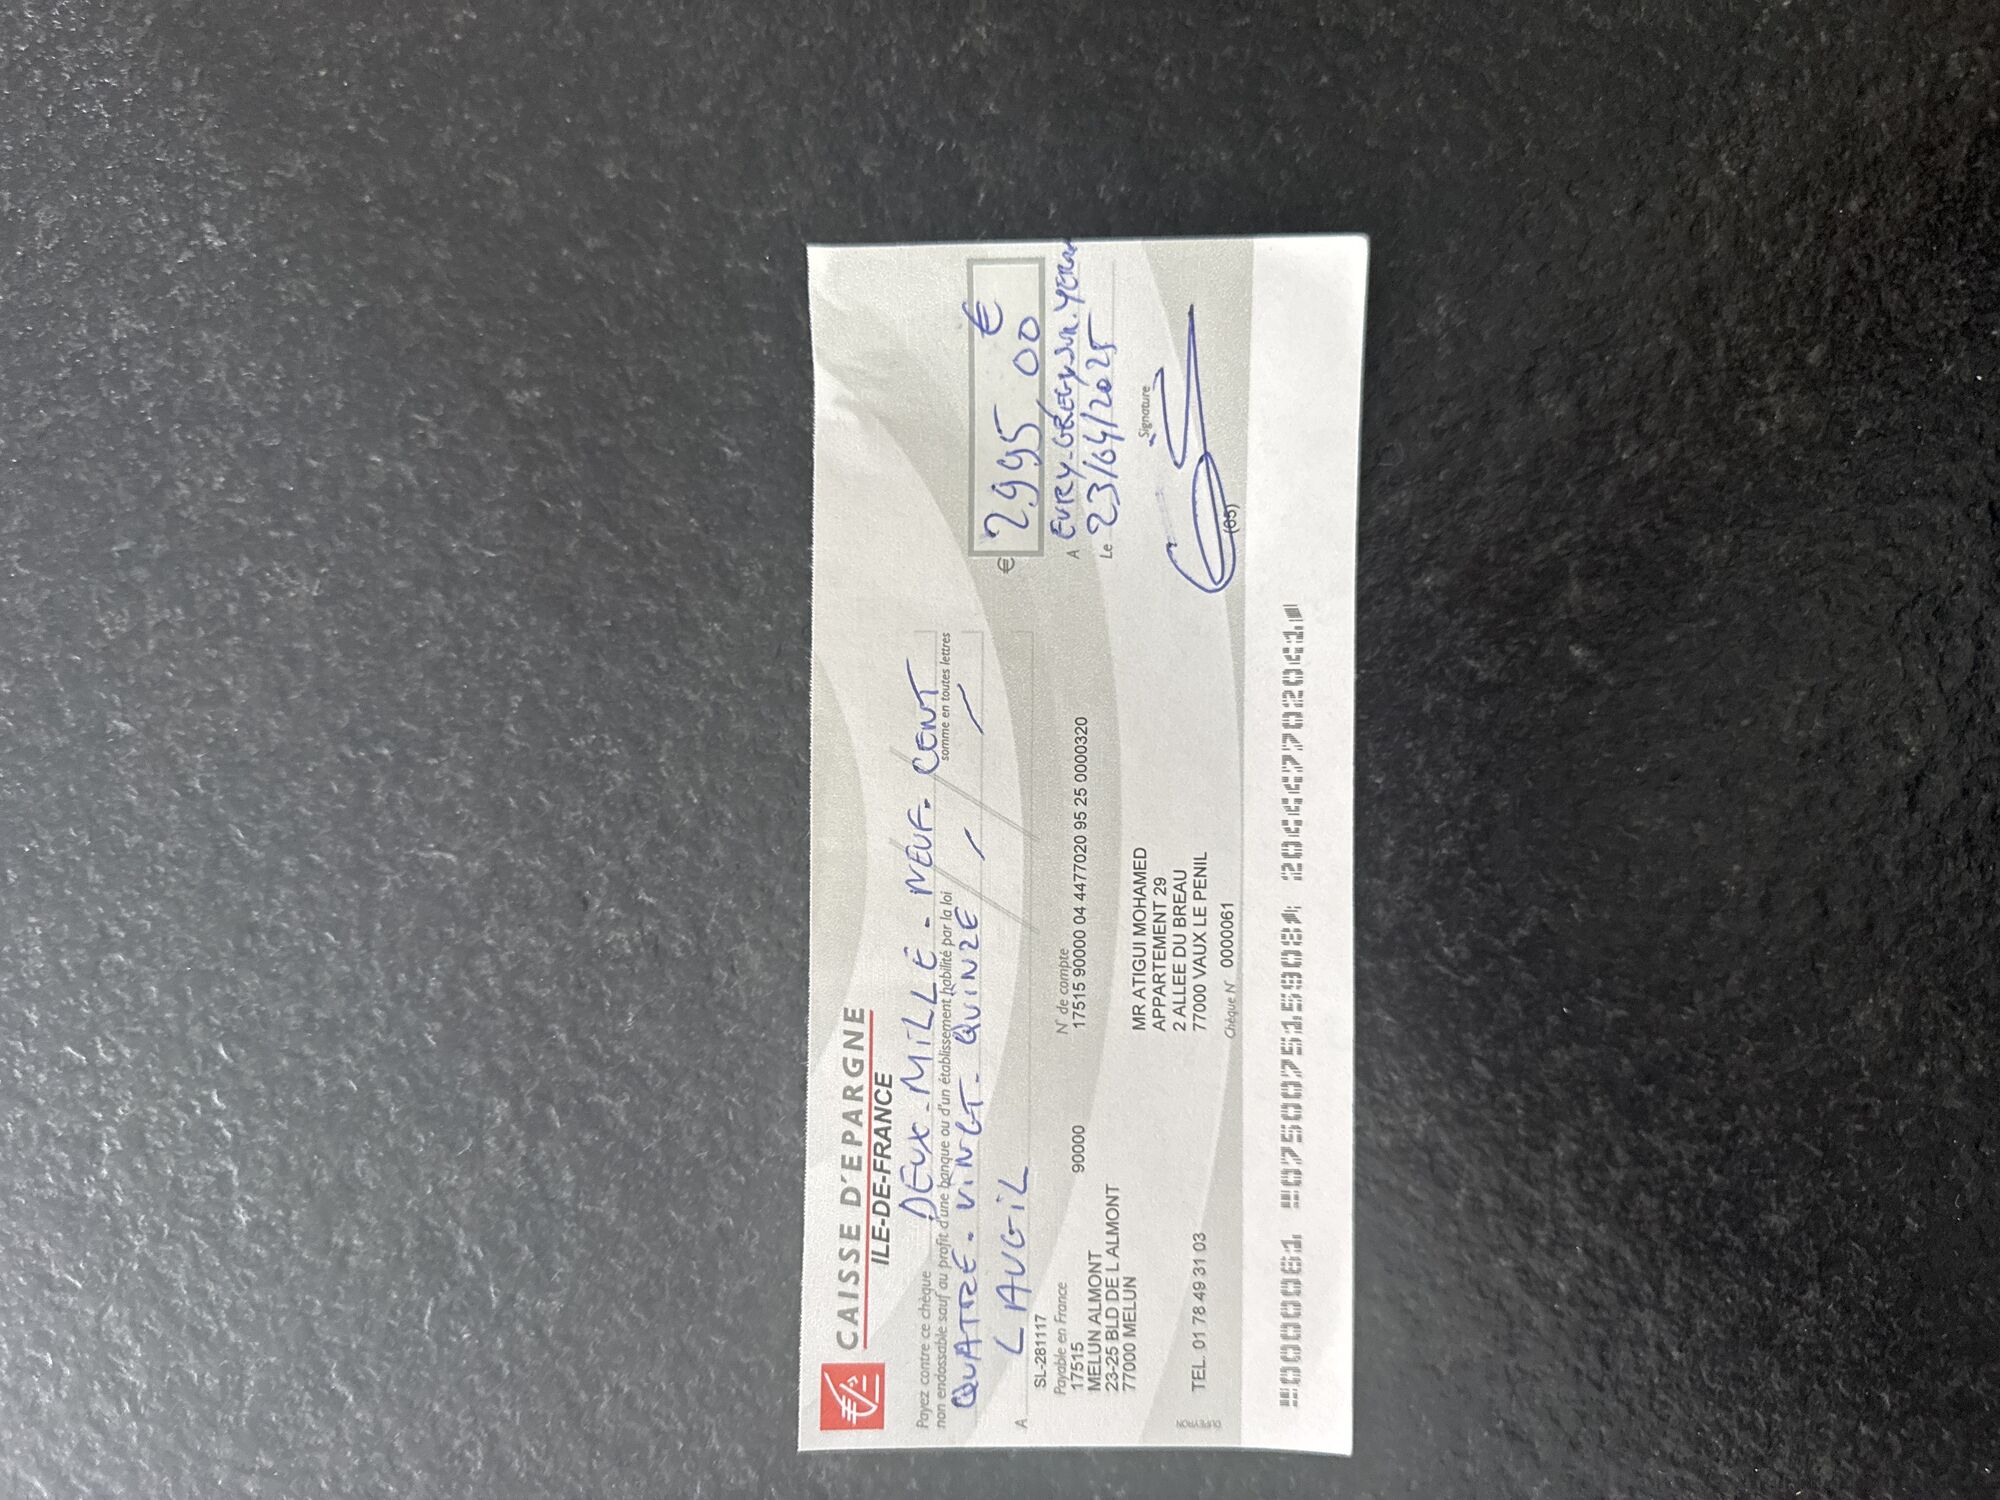 CAISSE D'EPARGNE
ILE-DE-FRANCE
Payez contre ce chèque DEUX-MILLE-NEUF-CENT
non endossable sauf au profit d'une banque ou d'un établissement habilité par la loi somme en toutes lettres
QUATRE-VINGT-QUINZE
€ 2995,00 €
A LAUGIL
A EVRY-GRÉGY-SUR-YERR
Le 23/04/2025
SL-281117
Payable en France
17515 90000
N° de compte
17515 90000 04 4477020 95 25 0000320
MELUN ALMONT
23-25 BLD DE L ALMONT
77000 MELUN
TEL. 01 78 49 31 03
MR ATIGUI MOHAMED
APPARTEMENT 29
2 ALLEE DU BREAU
77000 VAUX LE PENIL
Chèque N° 0000061
Signature
(65)
DUPEYRON